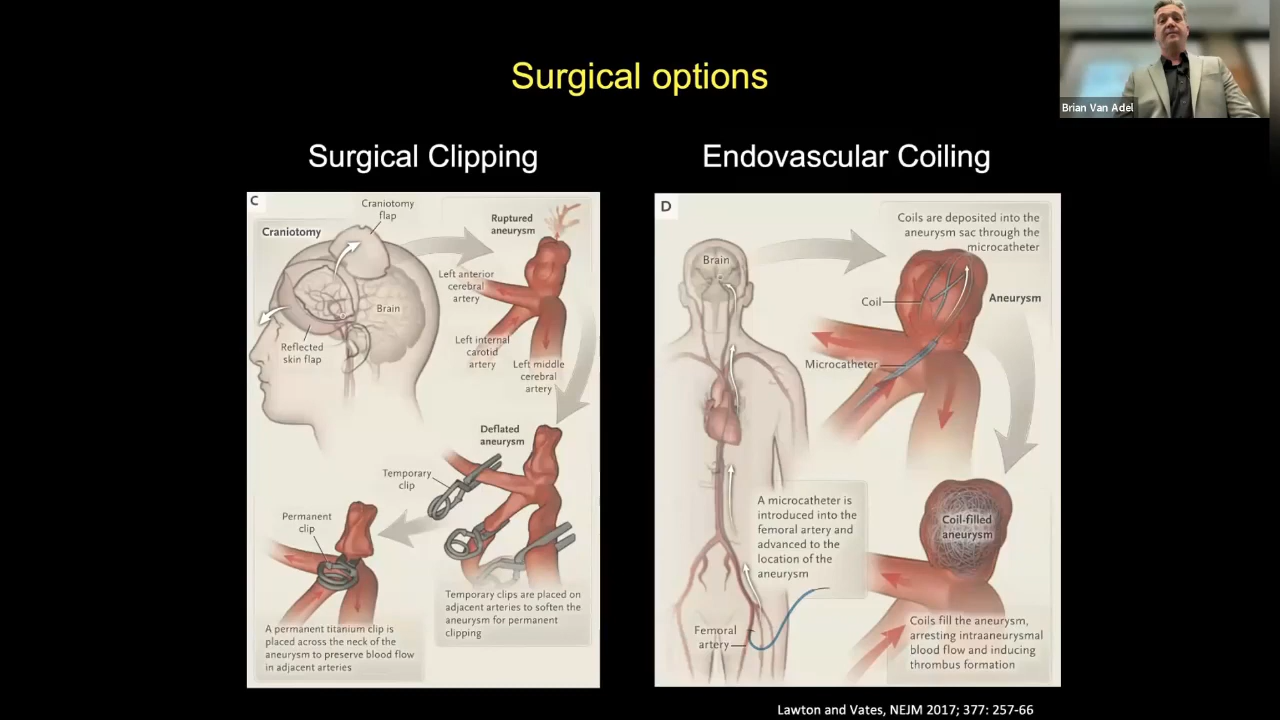 Surgical options
Brian Van Adel
Surgical Clipping
Endovascular Coiling
C
Craniotomy
Craniotomy
flap
Ruptured
aneurysm
Left anterior
cerebral
artery
Brain
Reflected
skin flap
Left internal
carotid
artery
Left middle
cerebral
artery
Deflated
aneurysm
Temporary
clip
Permanent
clip
Temporary clips are placed on
adjacent arteries to soften the
aneurysm for permanent
clipping
A permanent titanium clip is
placed across the neck of the
aneurysm to preserve blood flow
in adjacent arteries
D
Brain
Coils are deposited into the
aneurysm sac through the
microcatheter
Coil
Aneurysm
Microcatheter
A microcatheter is
introduced into the
femoral artery and
advanced to the
location of the
aneurysm
Femoral
artery
Coil-filled
aneurysm
Coils fill the aneurysm,
arresting intraaneurysmal
blood flow and inducing
thrombus formation
Lawton and Vates, NEJM 2017; 377: 257-66